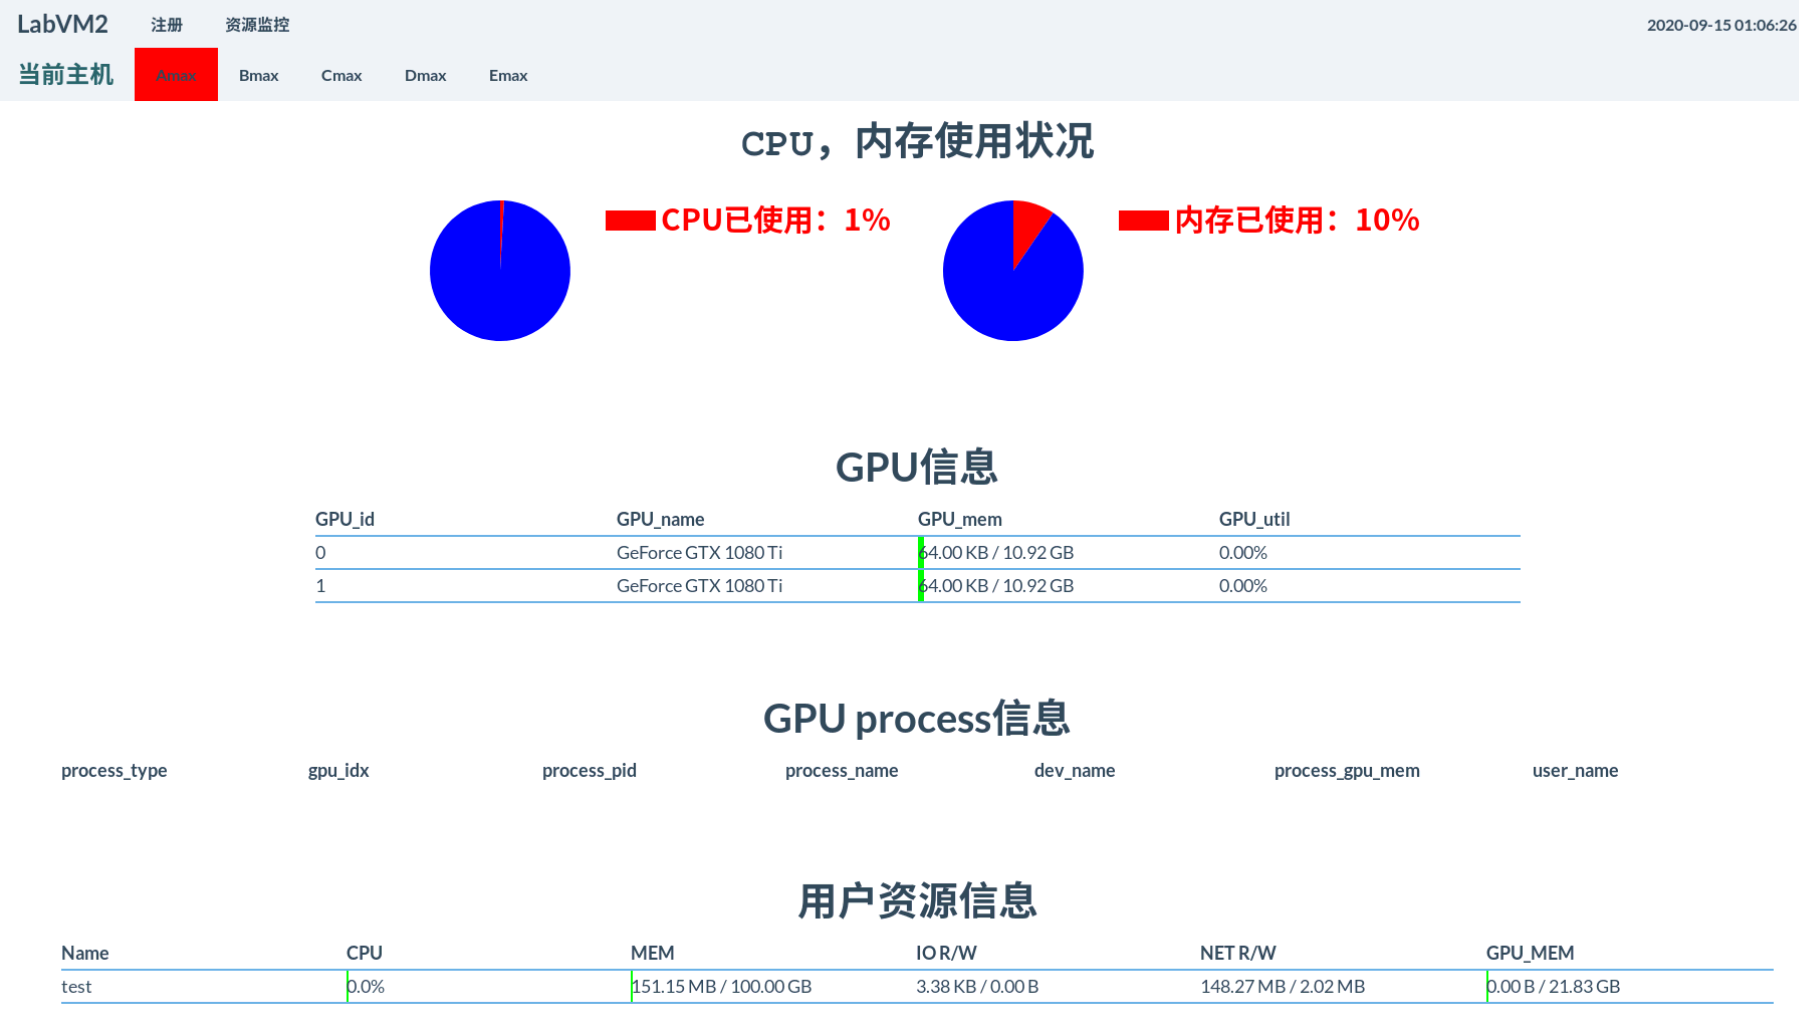 LabVM2 注册 资源监控 2020-09-15 01:06:26
当前主机 Amax Bmax Cmax Dmax Emax
CPU，内存使用状况
CPU已使用：1% 内存已使用：10%
GPU信息
GPU_id GPU_name GPU_mem GPU_util
0 GeForce GTX 1080 Ti 64.00 KB / 10.92 GB 0.00%
1 GeForce GTX 1080 Ti 64.00 KB / 10.92 GB 0.00%
GPU process信息
process_type gpu_idx process_pid process_name dev_name process_gpu_mem user_name
用户资源信息
Name CPU MEM IO R/W NET R/W GPU_MEM
test 0.0% 151.15 MB / 100.00 GB 3.38 KB / 0.00 B 148.27 MB / 2.02 MB 0.00 B / 21.83 GB